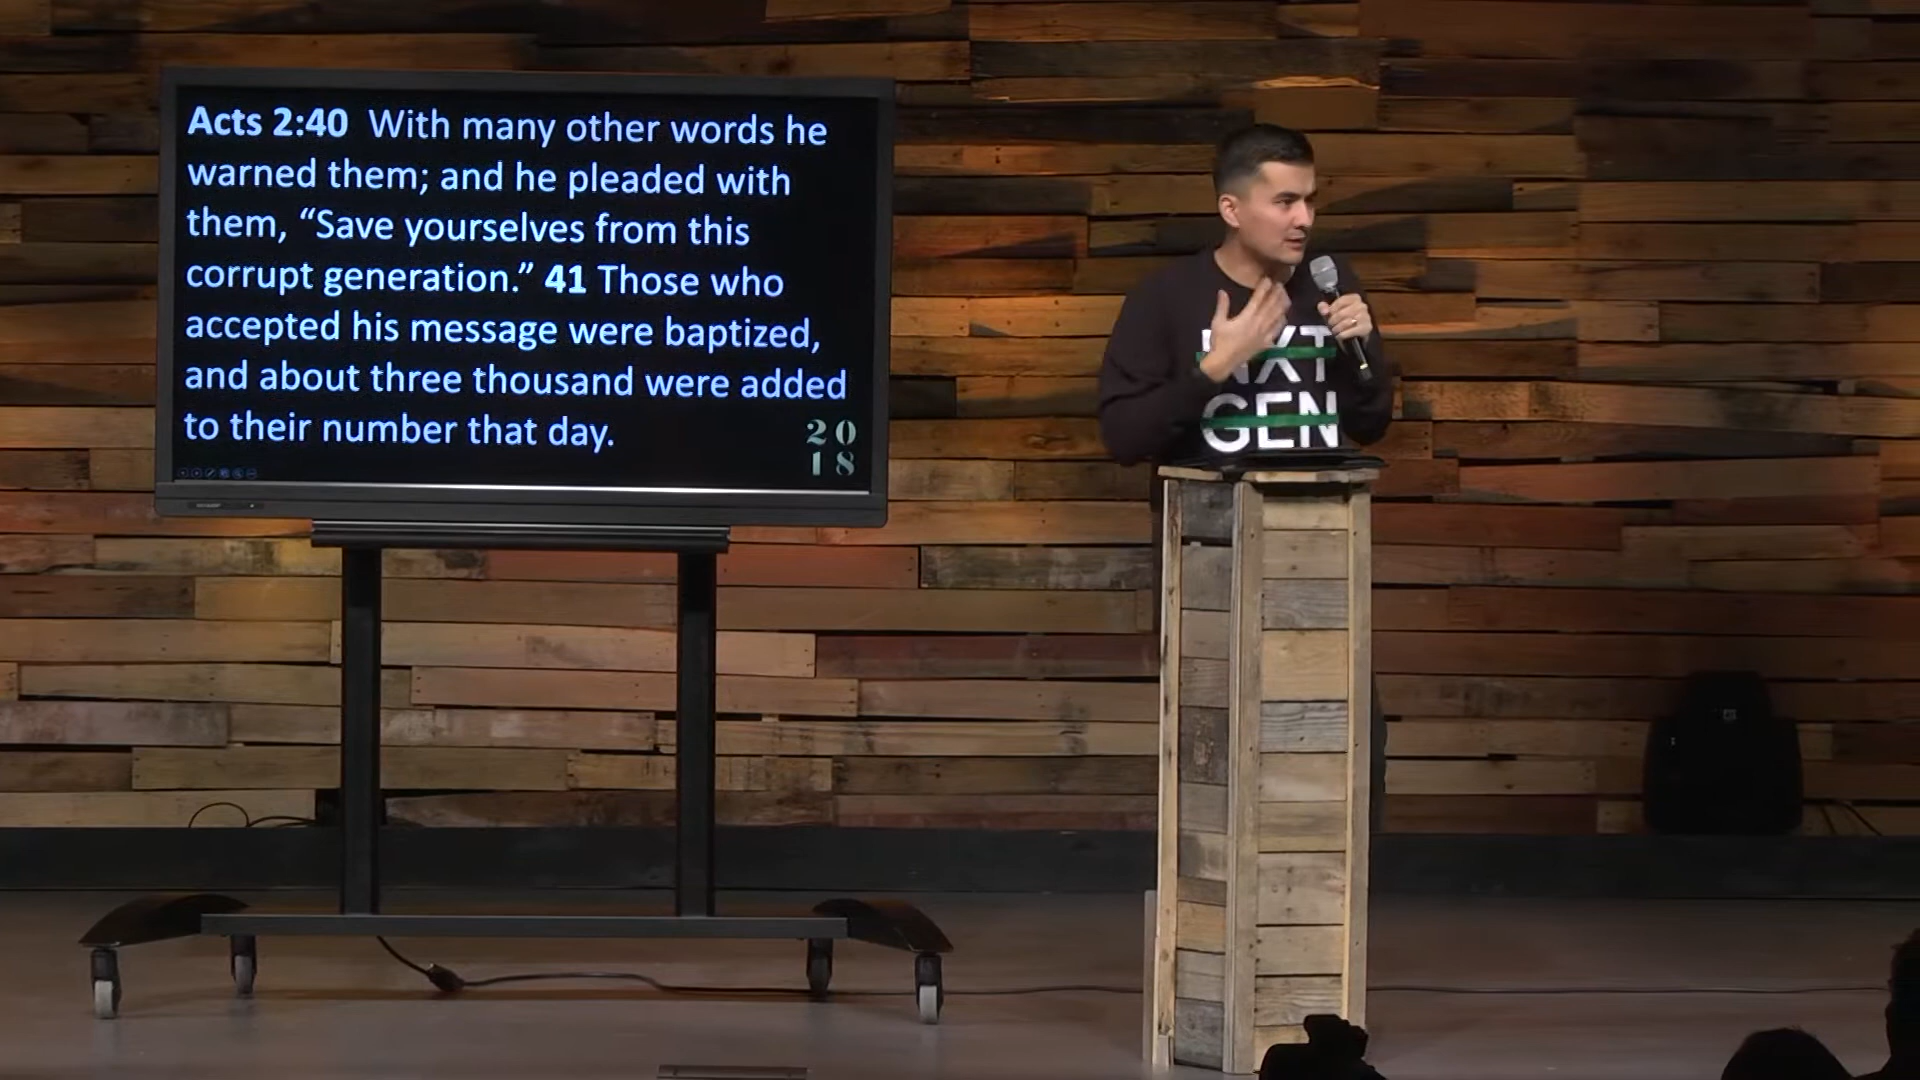 Acts 2:40 With many other words he
warned them; and he pleaded with
them, “Save yourselves from this
corrupt generation.” 41 Those who
accepted his message were baptized,
and about three thousand were added
to their number that day.
20
18
GEN